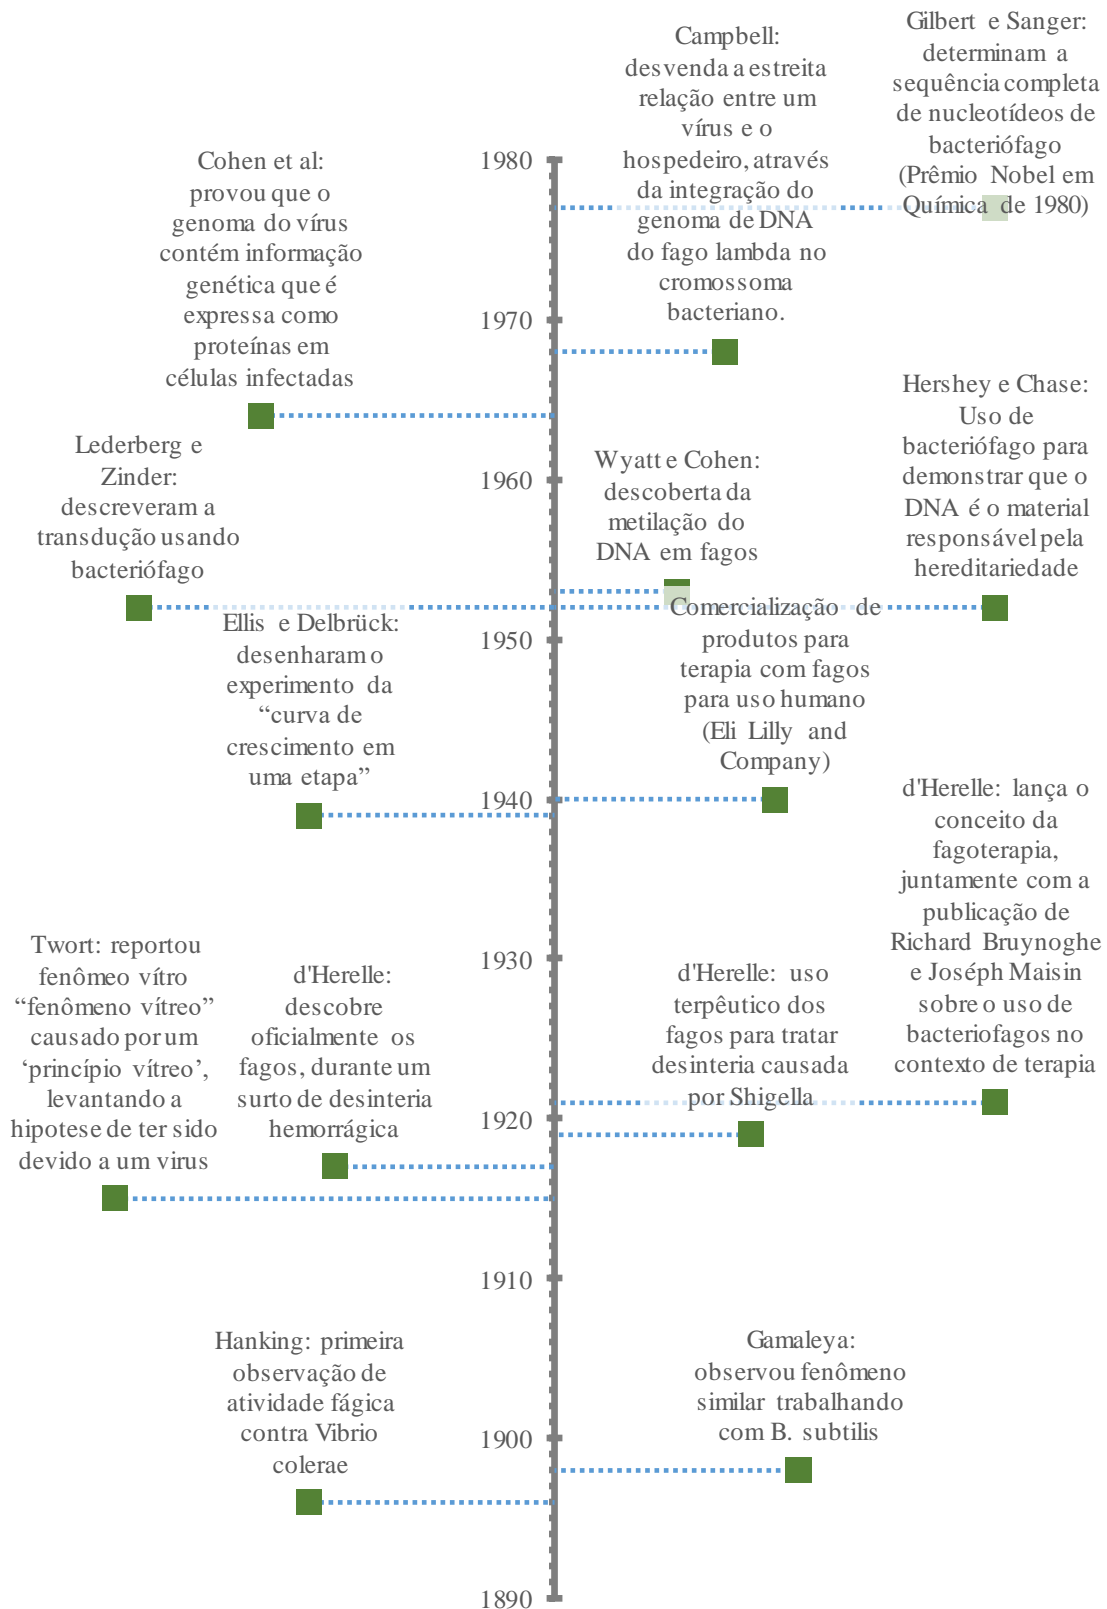 Gilbert e Sanger:
determinam a
sequência completa
de nucleotídeos de
bacteriófago
(Prêmio Nobel em
Química de 1980)
Campbell:
desvenda a estreita
relação entre um
vírus e o
hospedeiro, através
da integração do
genoma de DNA
do fago lambda no
cromossoma
bacteriano.
1980
Cohen et al:
provou que o
genoma do vírus
contém informação
genética que é
expressa como
proteínas em
células infectadas
1970
Hershey e Chase:
Uso de
bacteriófago para
demonstrar que o
DNA é o material
responsável pela
hereditariedade
Lederberg e
Zinder:
descreveram a
transdução usando
bacteriófago
1960
Wyatt e Cohen:
descoberta da
metilação do
DNA em fagos
Comercialização de
produtos para
terapia com fagos
para uso humano
(Eli Lilly and
Company)
1950
Ellis e Delbrück:
desenharam o
experimento da
“curva de
crescimento em
uma etapa”
1940
d'Herelle: lança o
conceito da
fagoterapia,
juntamente com a
publicação de
Richard Bruynoghe
e Joséph Maisin
sobre o uso de
bacteriofagos no
contexto de terapia
1930
Twort: reportou
fenômeo vítro
“fenômeno vítreo”
causado por um
‘princípio vítreo’,
levantando a
hipotese de ter sido
devido a um virus
d'Herelle:
descobre
oficialmente os
fagos, durante um
surto de desinteria
hemorrágica
d'Herelle: uso
terpêutico dos
fagos para tratar
desinteria causada
por Shigella
1920
1910
Hanking: primeira
observação de
atividade fágica
contra Vibrio
colerae
Gamaleya:
observou fenômeno
similar trabalhando
com B. subtilis
1900
1890